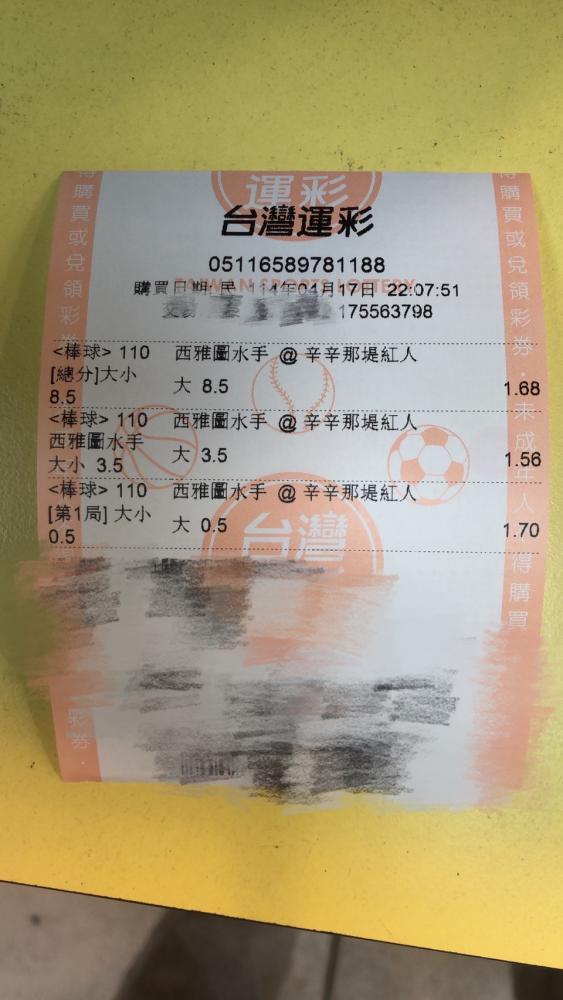 運彩
台灣運彩
05116589781188
購買日期:民 114年04月17日 22:07:51
TAIWAN SPORTS LOTTERY
175563798
<棒球> 110 西雅圖水手 @ 辛辛那堤紅人
[總分]大小 大 8.5 1.68
8.5
<棒球> 110 西雅圖水手 @ 辛辛那堤紅人
西雅圖水手 大 3.5 1.56
大小 3.5
<棒球> 110 西雅圖水手 @ 辛辛那堤紅人
[第1局] 大小 大 0.5 1.70
0.5
台灣
得購買或兌領彩
彩券.
得購買或兌領彩券.未成年人 得購買